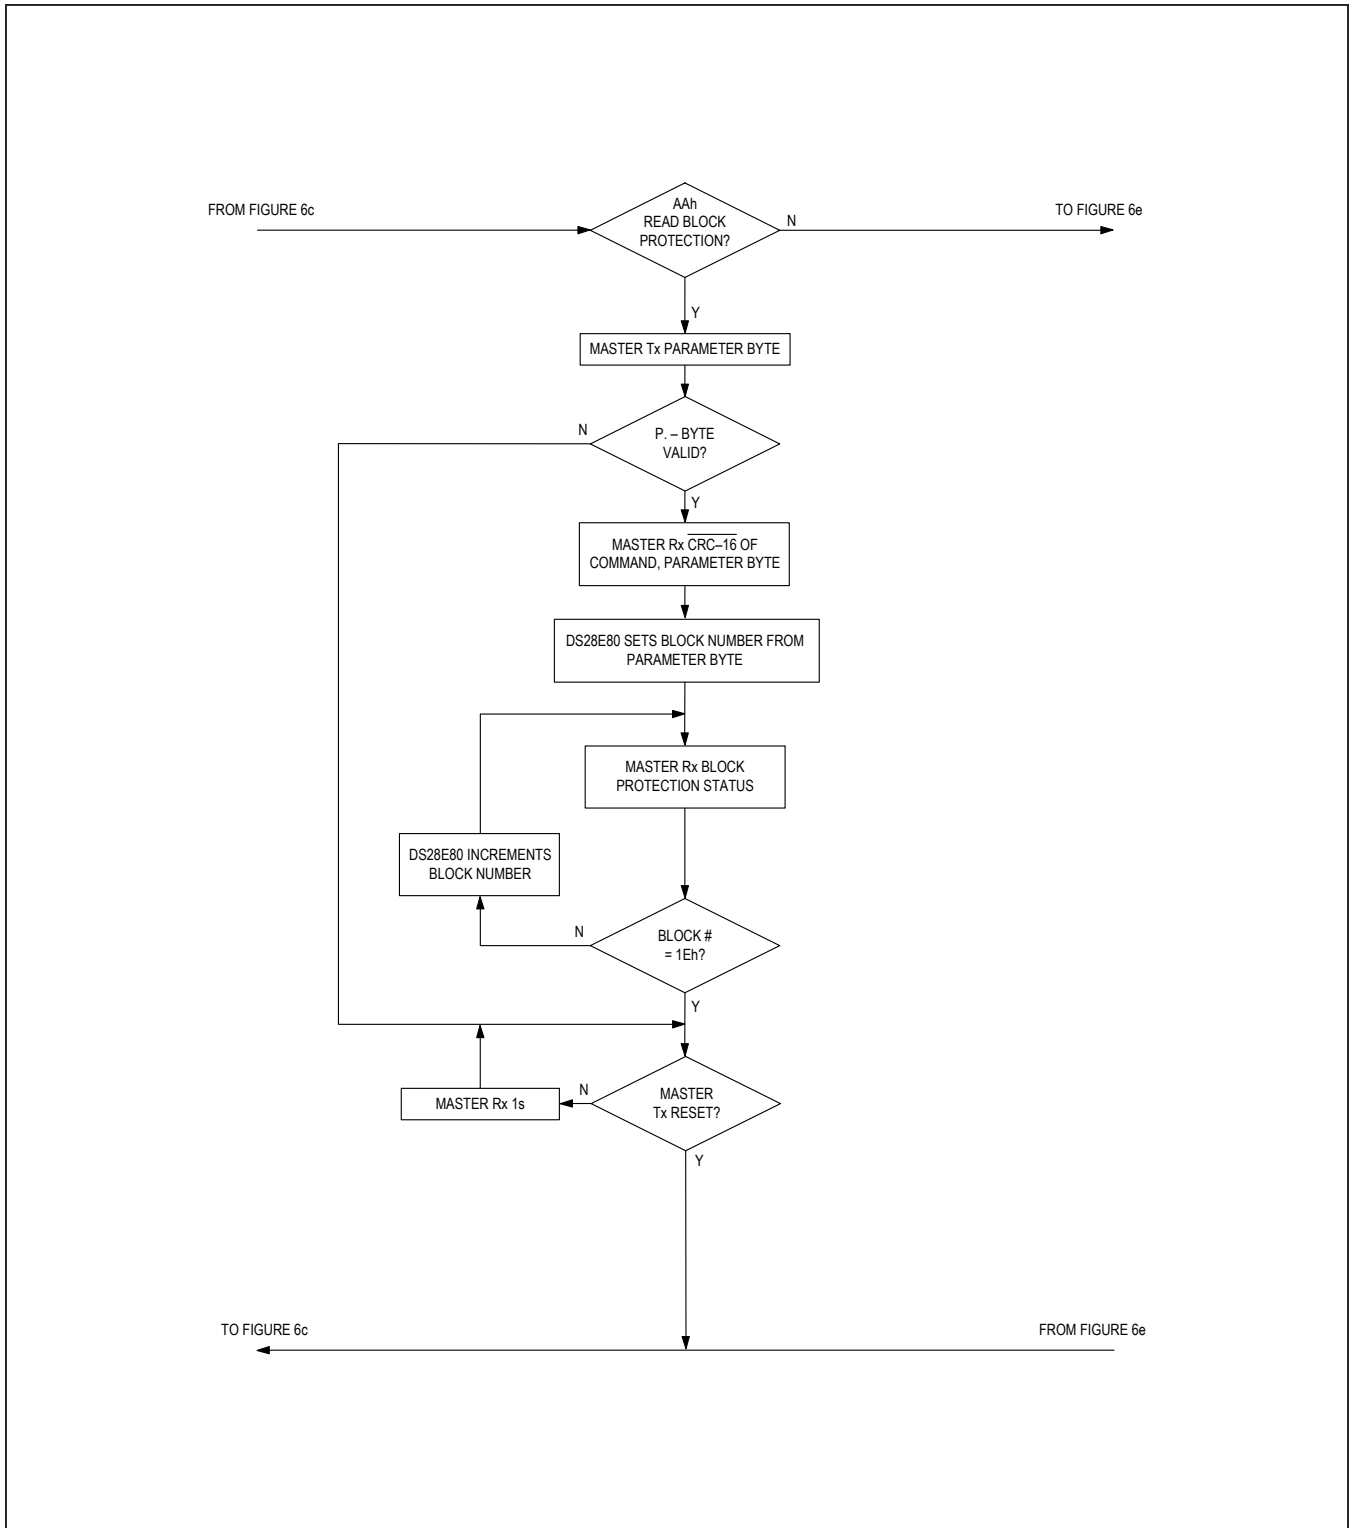 FROM FIGURE 6c
AAh
READ BLOCK
PROTECTION?
N
TO FIGURE 6e
Y
MASTER Tx PARAMETER BYTE
N
P. – BYTE
VALID?
Y
MASTER Rx CRC–16 OF
COMMAND, PARAMETER BYTE
DS28E80 SETS BLOCK NUMBER FROM
PARAMETER BYTE
MASTER Rx BLOCK
PROTECTION STATUS
DS28E80 INCREMENTS
BLOCK NUMBER
N
BLOCK #
= 1Eh?
Y
MASTER Rx 1s
N
MASTER
Tx RESET?
Y
TO FIGURE 6c
FROM FIGURE 6e